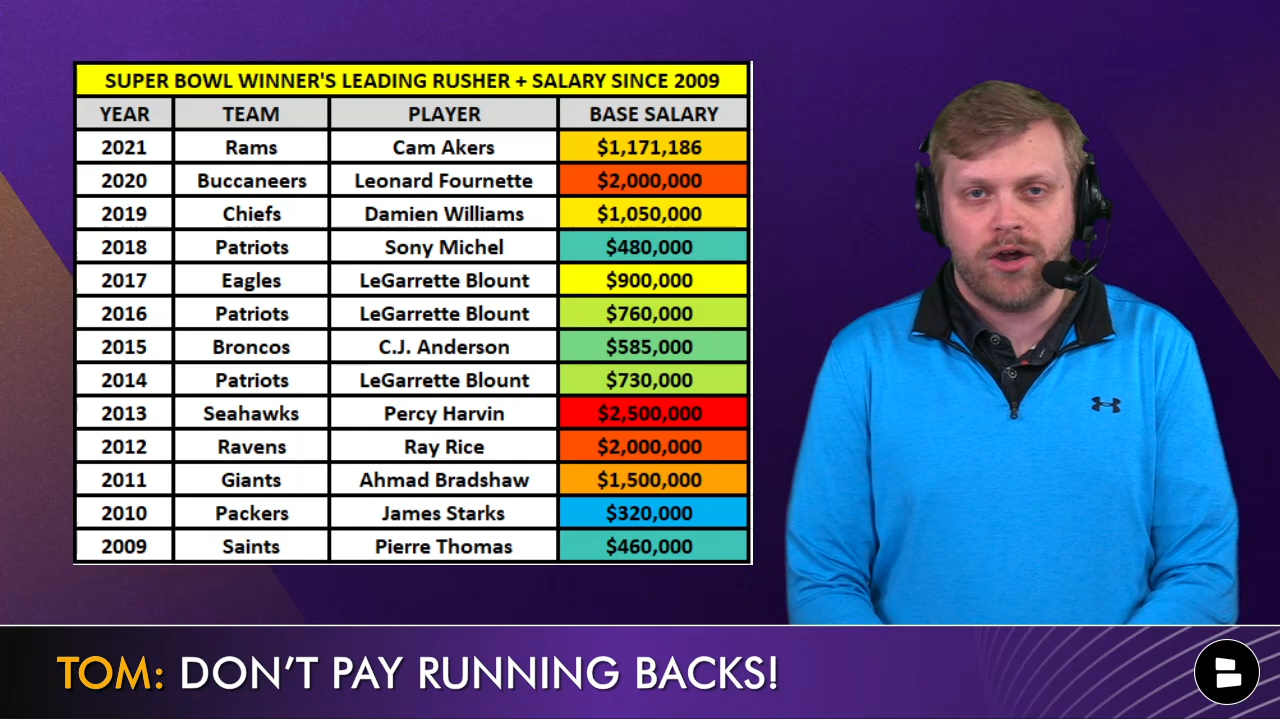 SUPER BOWL WINNER'S LEADING RUSHER + SALARY SINCE 2009
YEAR TEAM PLAYER BASE SALARY
2021 Rams Cam Akers $1,171,186
2020 Buccaneers Leonard Fournette $2,000,000
2019 Chiefs Damien Williams $1,050,000
2018 Patriots Sony Michel $480,000
2017 Eagles LeGarrette Blount $900,000
2016 Patriots LeGarrette Blount $760,000
2015 Broncos C.J. Anderson $585,000
2014 Patriots LeGarrette Blount $730,000
2013 Seahawks Percy Harvin $2,500,000
2012 Ravens Ray Rice $2,000,000
2011 Giants Ahmad Bradshaw $1,500,000
2010 Packers James Starks $320,000
2009 Saints Pierre Thomas $460,000
TOM: DON'T PAY RUNNING BACKS!